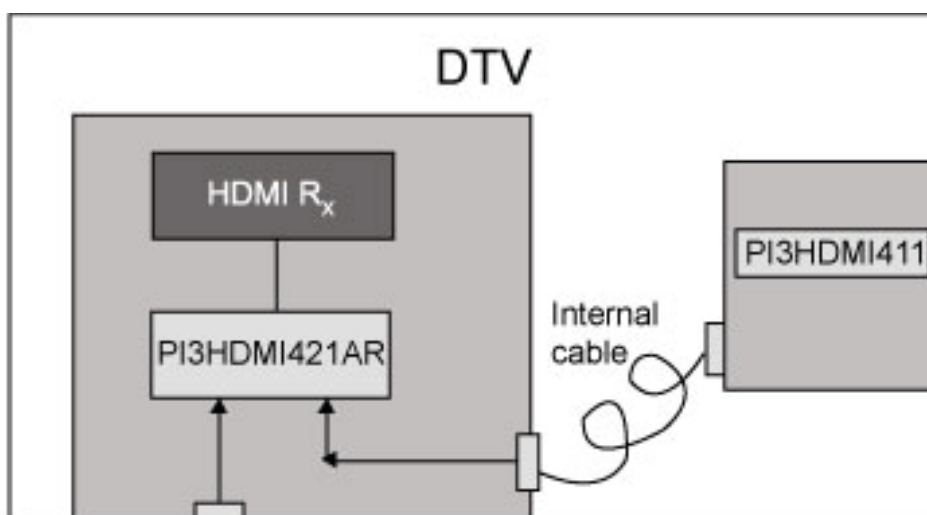 DTV
HDMI Rx
PI3HDMI421AR
Internal
cable
PI3HDMI411